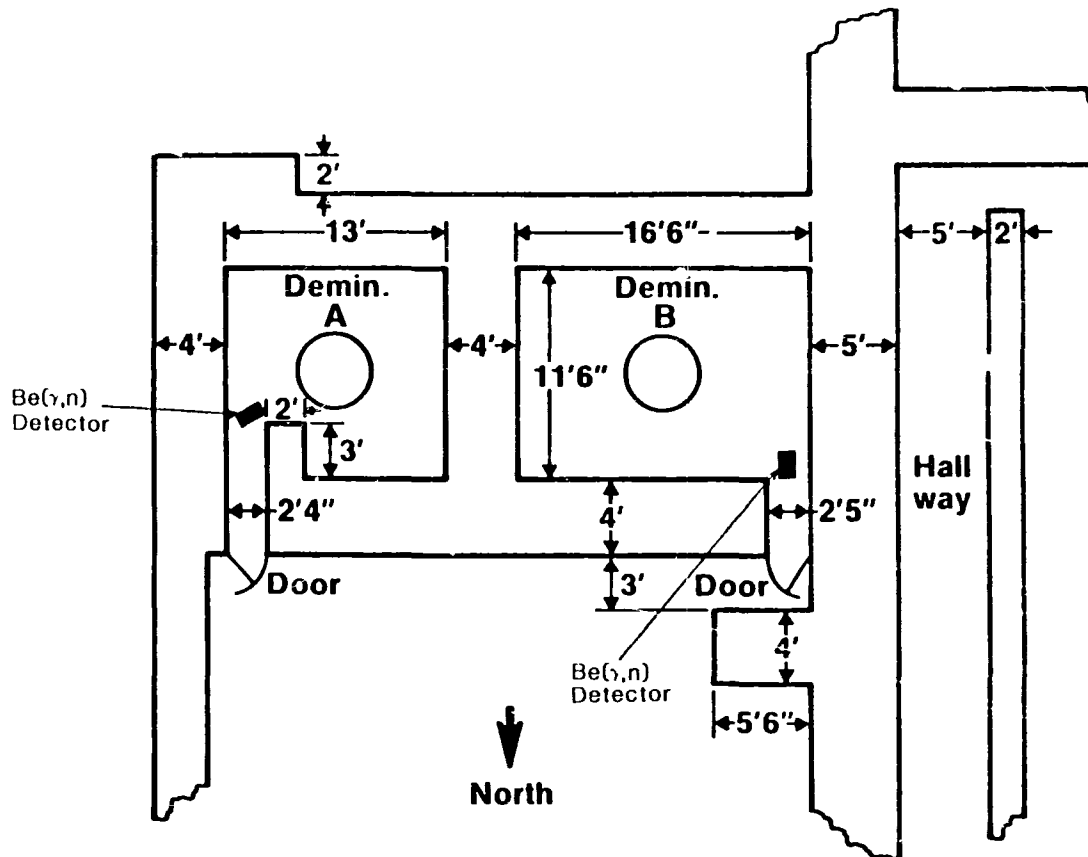 2'
4'
13'
16'6"
5'
2'
Demin.
A
Demin.
B
4'
4'
5'
11'6"
Be(γ,n)
Detector
2'
3'
Hall
way
2'4"
4'
2'5"
Door
3'
Door
4'
Be(γ,n)
Detector
5'6"
North